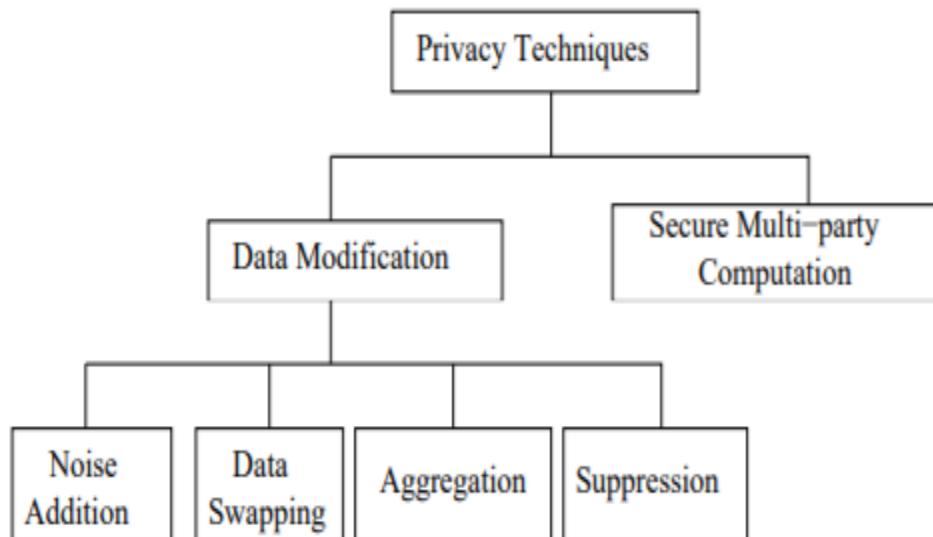 Privacy Techniques
Data Modification
Secure Multi−party
Computation
Noise
Addition
Data
Swapping
Aggregation
Suppression